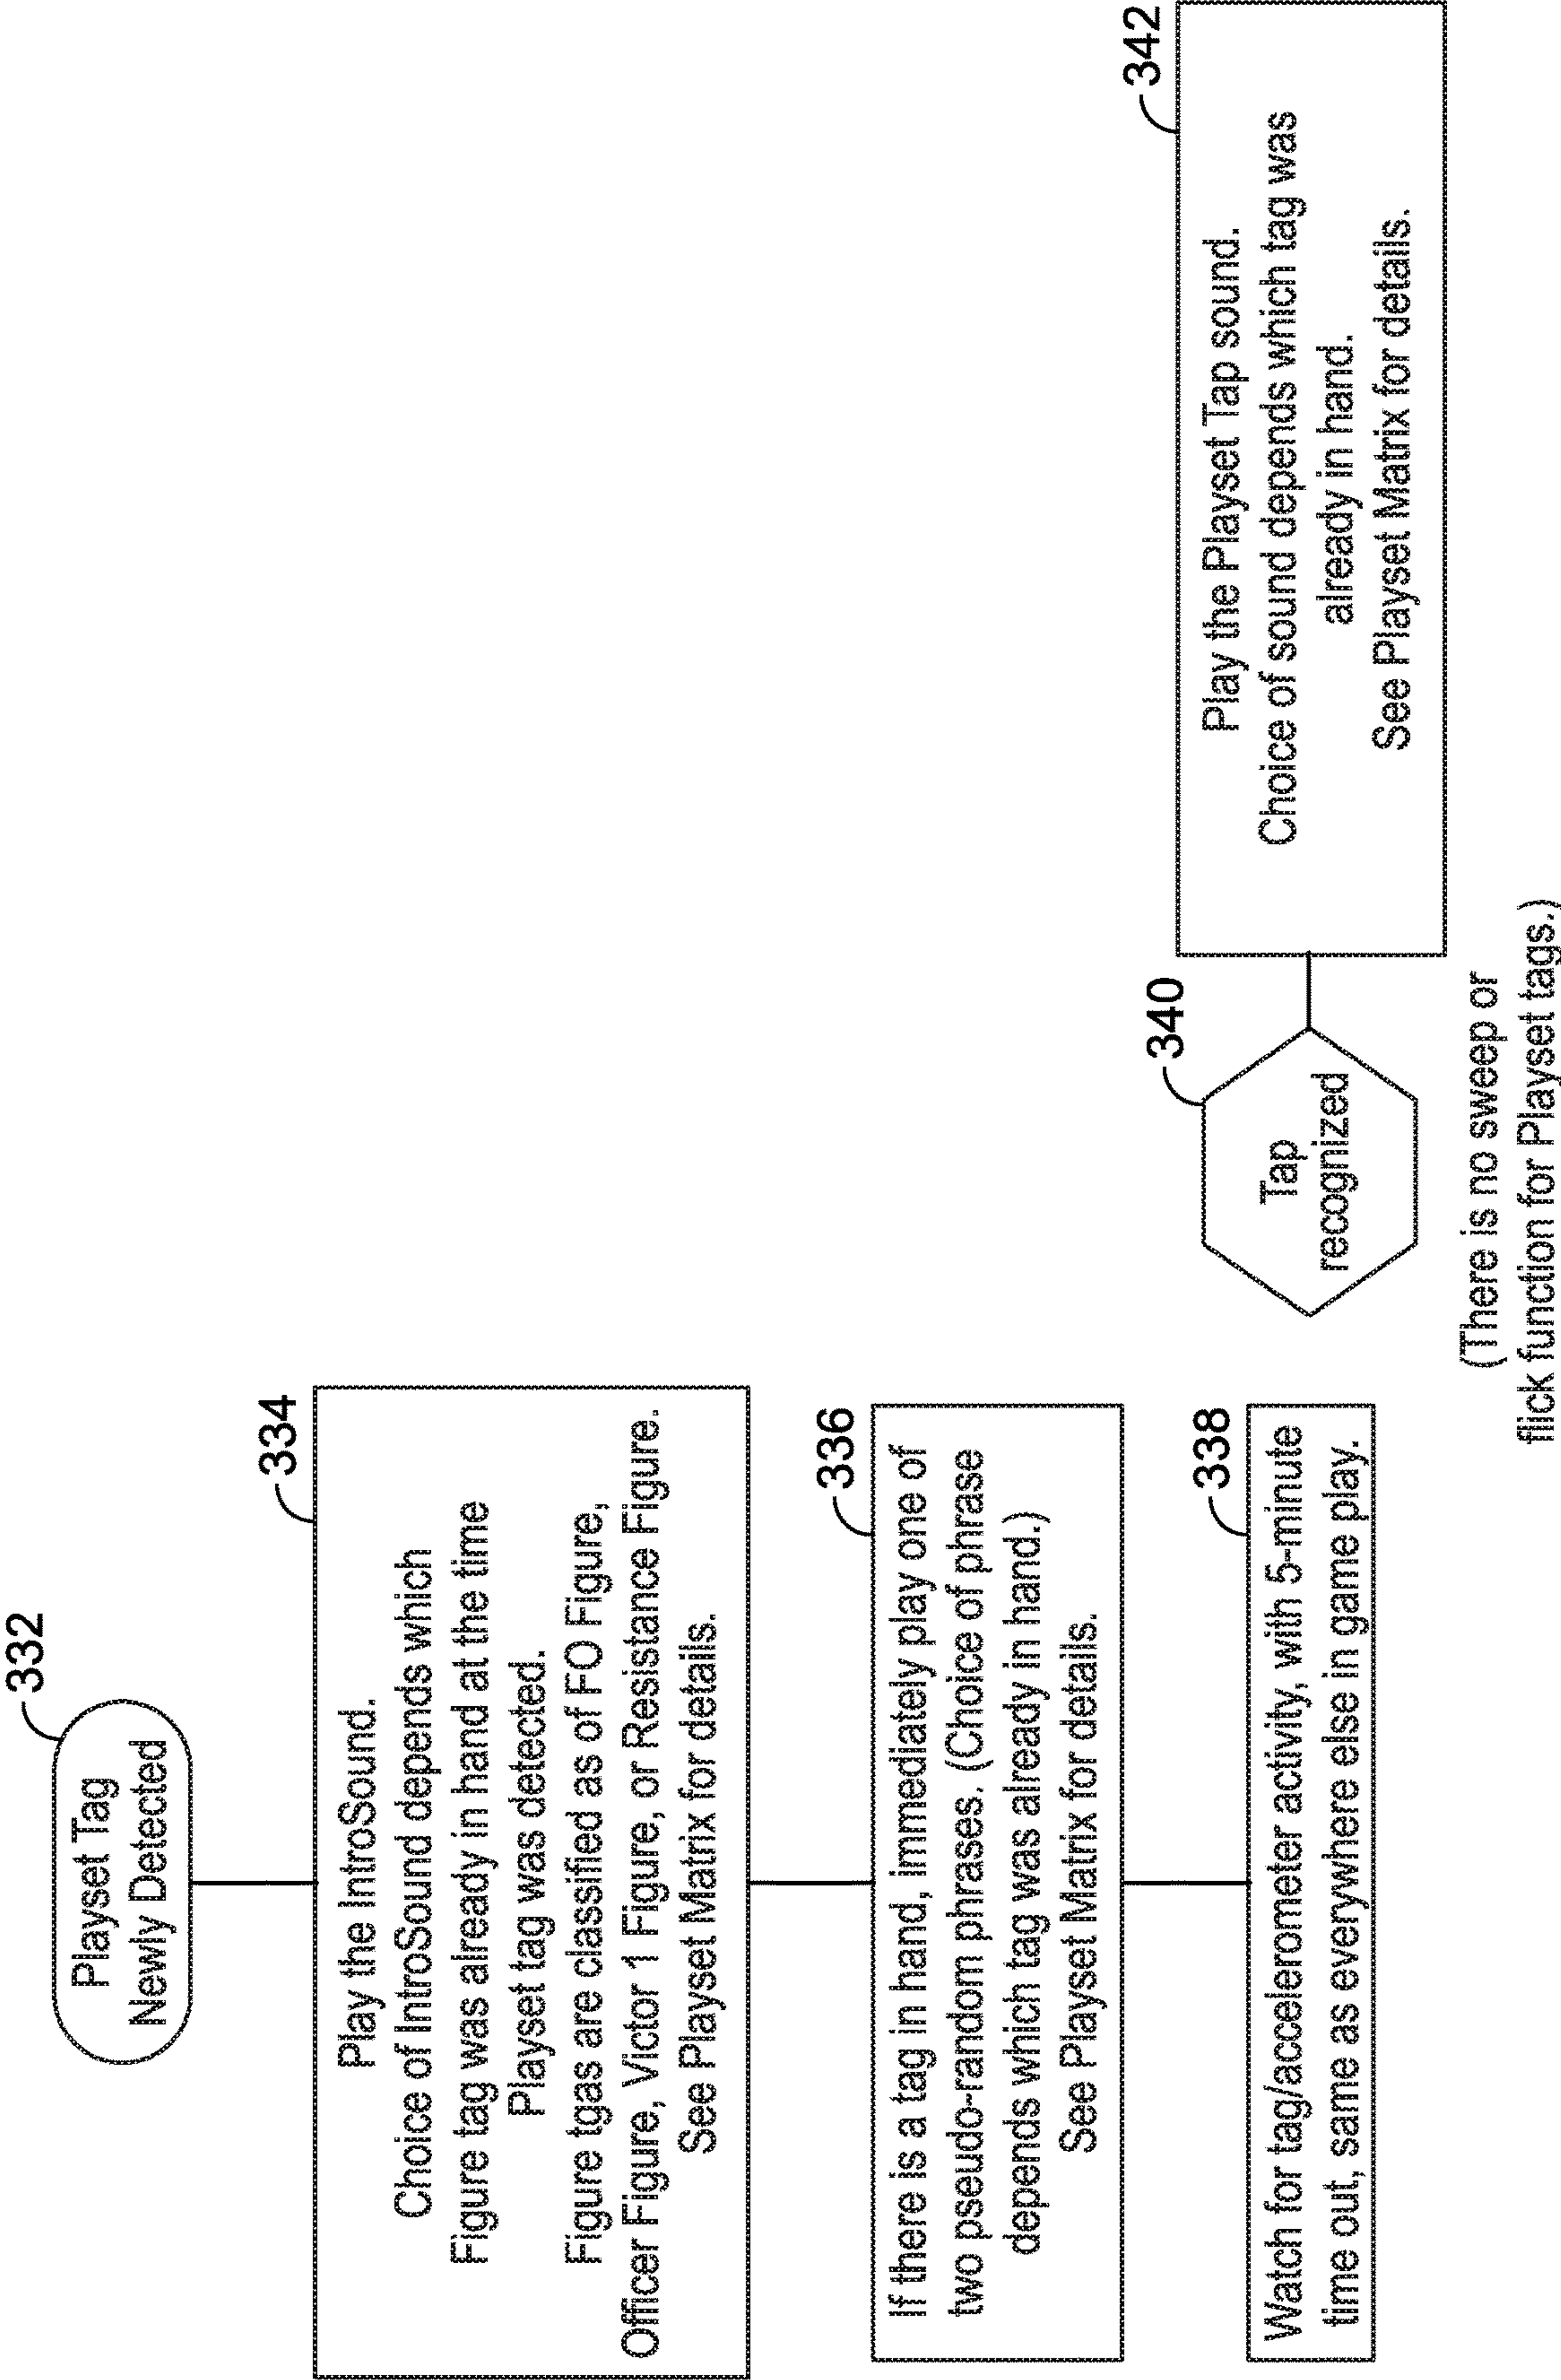 332
Playset Tag
Newly Detected
334
Play the IntroSound.
Choice of IntroSound depends which
Figure tag was already in hand at the time
Playset tag was detected.
Figure tgas are classified as of FO Figure,
Officer Figure, Victor 1 Figure, or Resistance Figure.
See Playset Matrix for details.
336
If there is a tag in hand, immediately play one of
two pseudo-random phrases. (Choice of phrase
depends which tag was already in hand.)
See Playset Matrix for details.
338
Watch for tag/accelerometer activity, with 5-minute
time out, same as everywhere else in game play.
340
Tap
recognized
(There is no sweep or
flick function for Playset tags.)
342
Play the Playset Tap sound.
Choice of sound depends which tag was
already in hand.
See Playset Matrix for details.